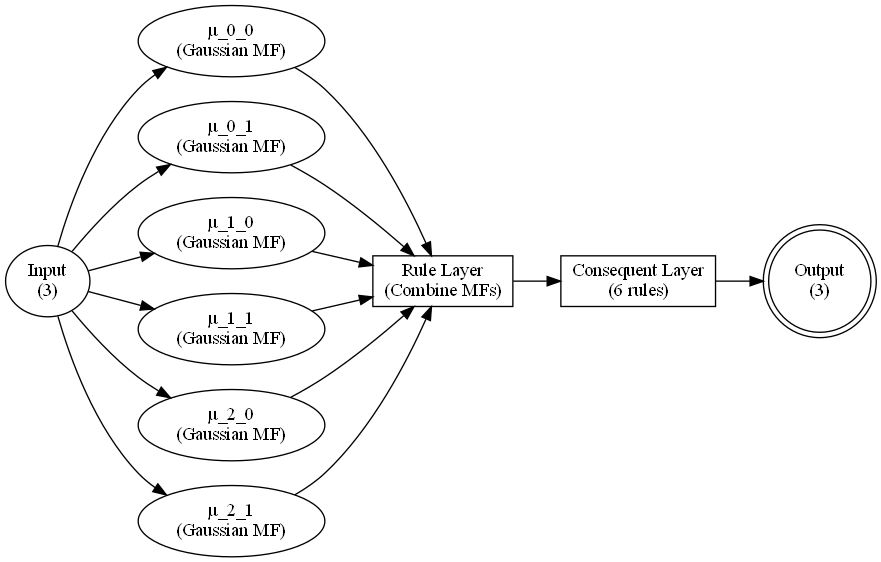 μ_0_0
(Gaussian MF)
μ_0_1
(Gaussian MF)
μ_1_0
(Gaussian MF)
Input
(3)
Rule Layer
(Combine MFs)
Consequent Layer
(6 rules)
Output
(3)
μ_1_1
(Gaussian MF)
μ_2_0
(Gaussian MF)
μ_2_1
(Gaussian MF)